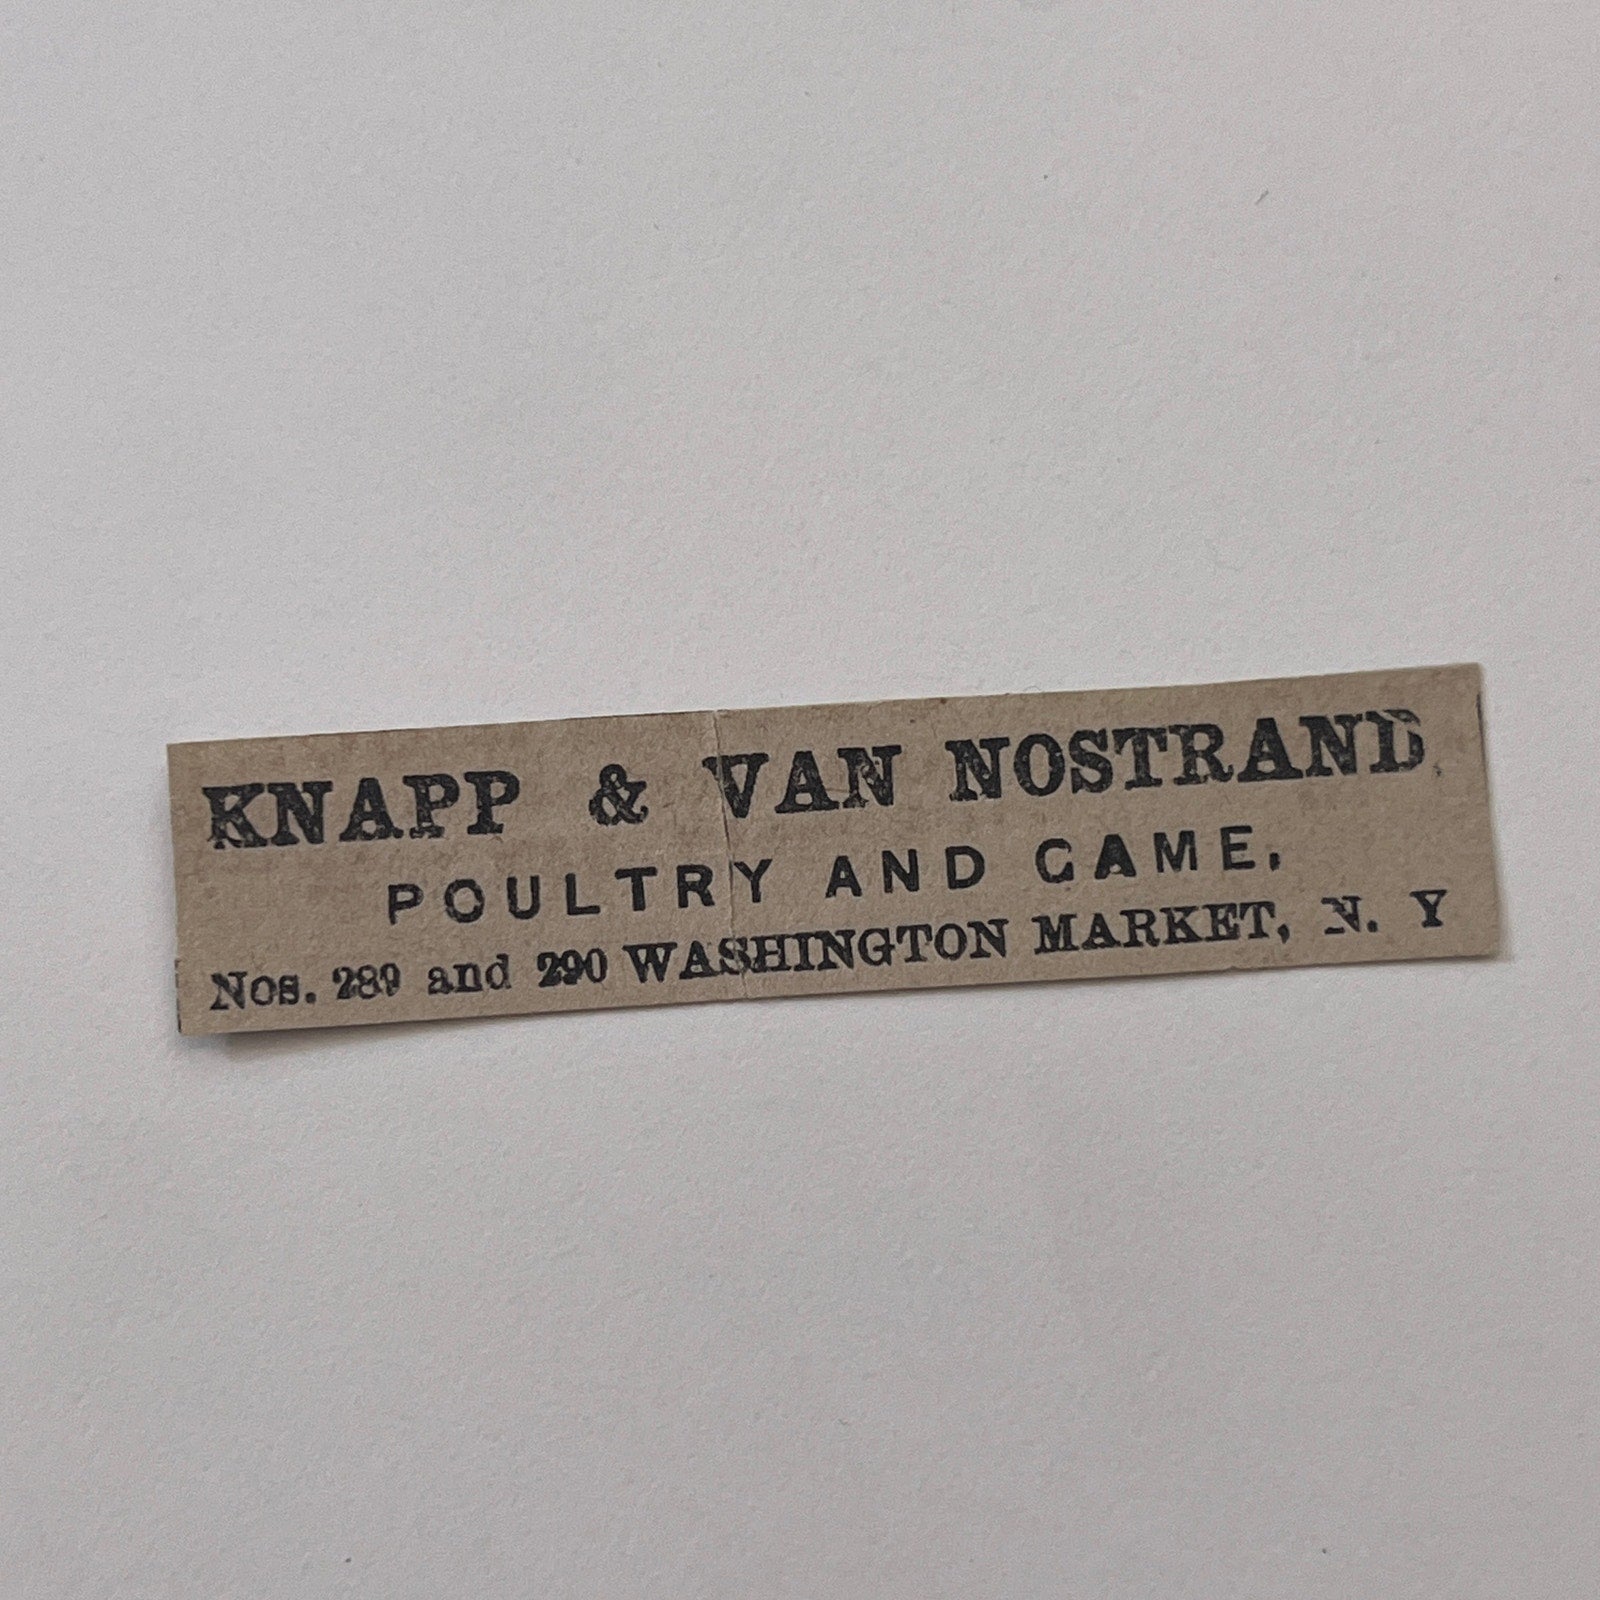 KNAPP & VAN NOSTRAND,
POULTRY AND GAME,
Nos. 289 and 290 WASHINGTON MARKET, N. Y